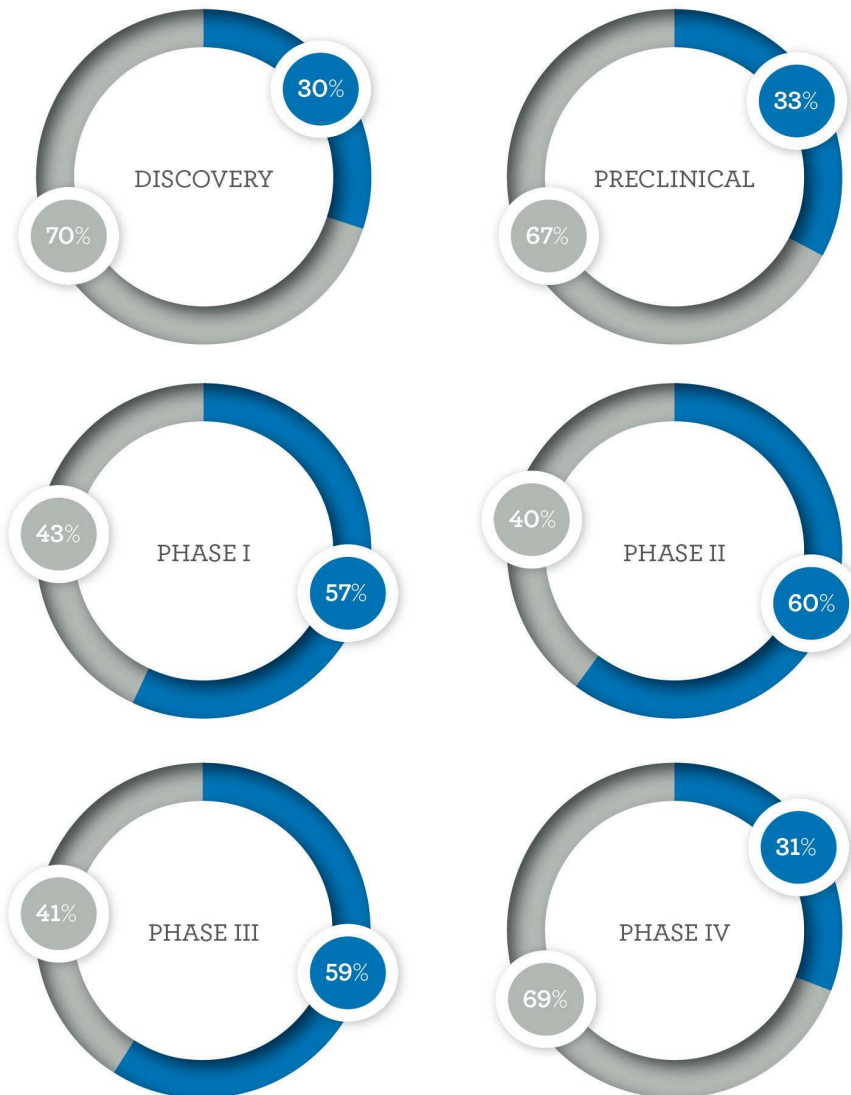 30%
DISCOVERY
70%
33%
PRECLINICAL
67%
43%
PHASE I
57%
40%
PHASE II
60%
41%
PHASE III
59%
31%
PHASE IV
69%